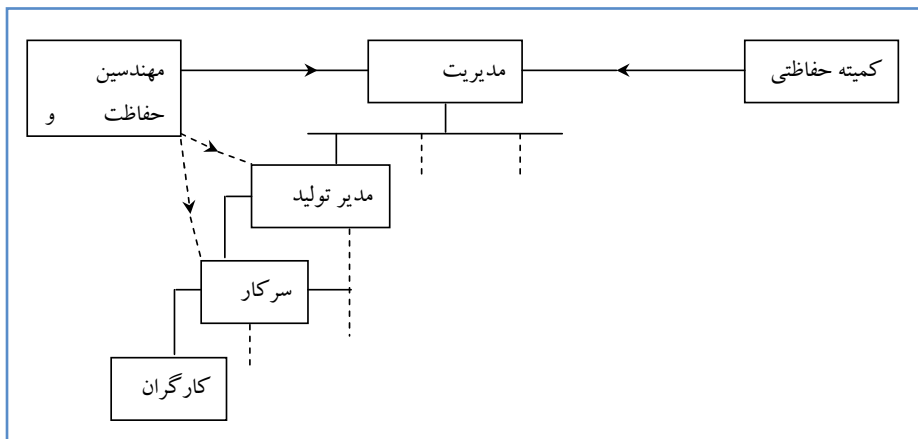 کمیته حفاظتی
مدیریت
مهندسین
حفاظت و
مدیر تولید
سرکار
کارگران